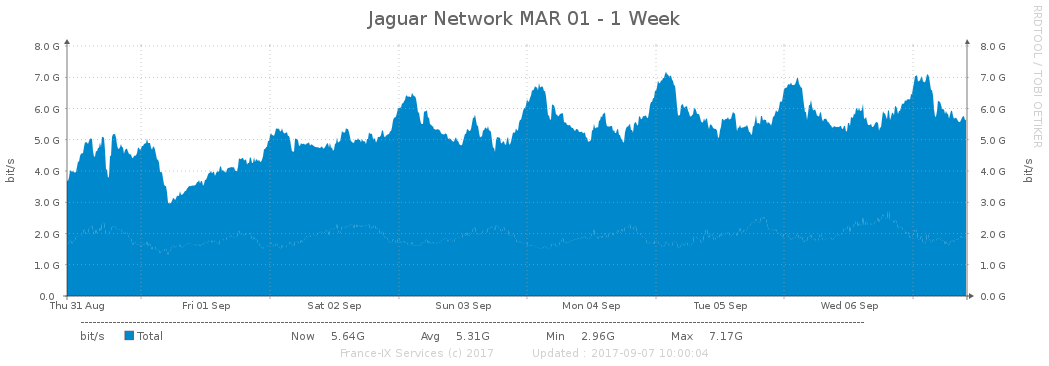 Jaguar Network MAR 01 - 1 Week
RRDTOOL / TOBI OETIKER
8.0 G 8.0 G
7.0 G 7.0 G
6.0 G 6.0 G
5.0 G 5.0 G
4.0 G 4.0 G
3.0 G 3.0 G
2.0 G 2.0 G
1.0 G 1.0 G
0.0 0.0 G
bit/s
bit/s
Thu 31 Aug Fri 01 Sep Sat 02 Sep Sun 03 Sep Mon 04 Sep Tue 05 Sep Wed 06 Sep
bit/s Total Now 5.64G Avg 5.31G Min 2.96G Max 7.17G
France-IX Services (c) 2017 Updated : 2017-09-07 10:00:04